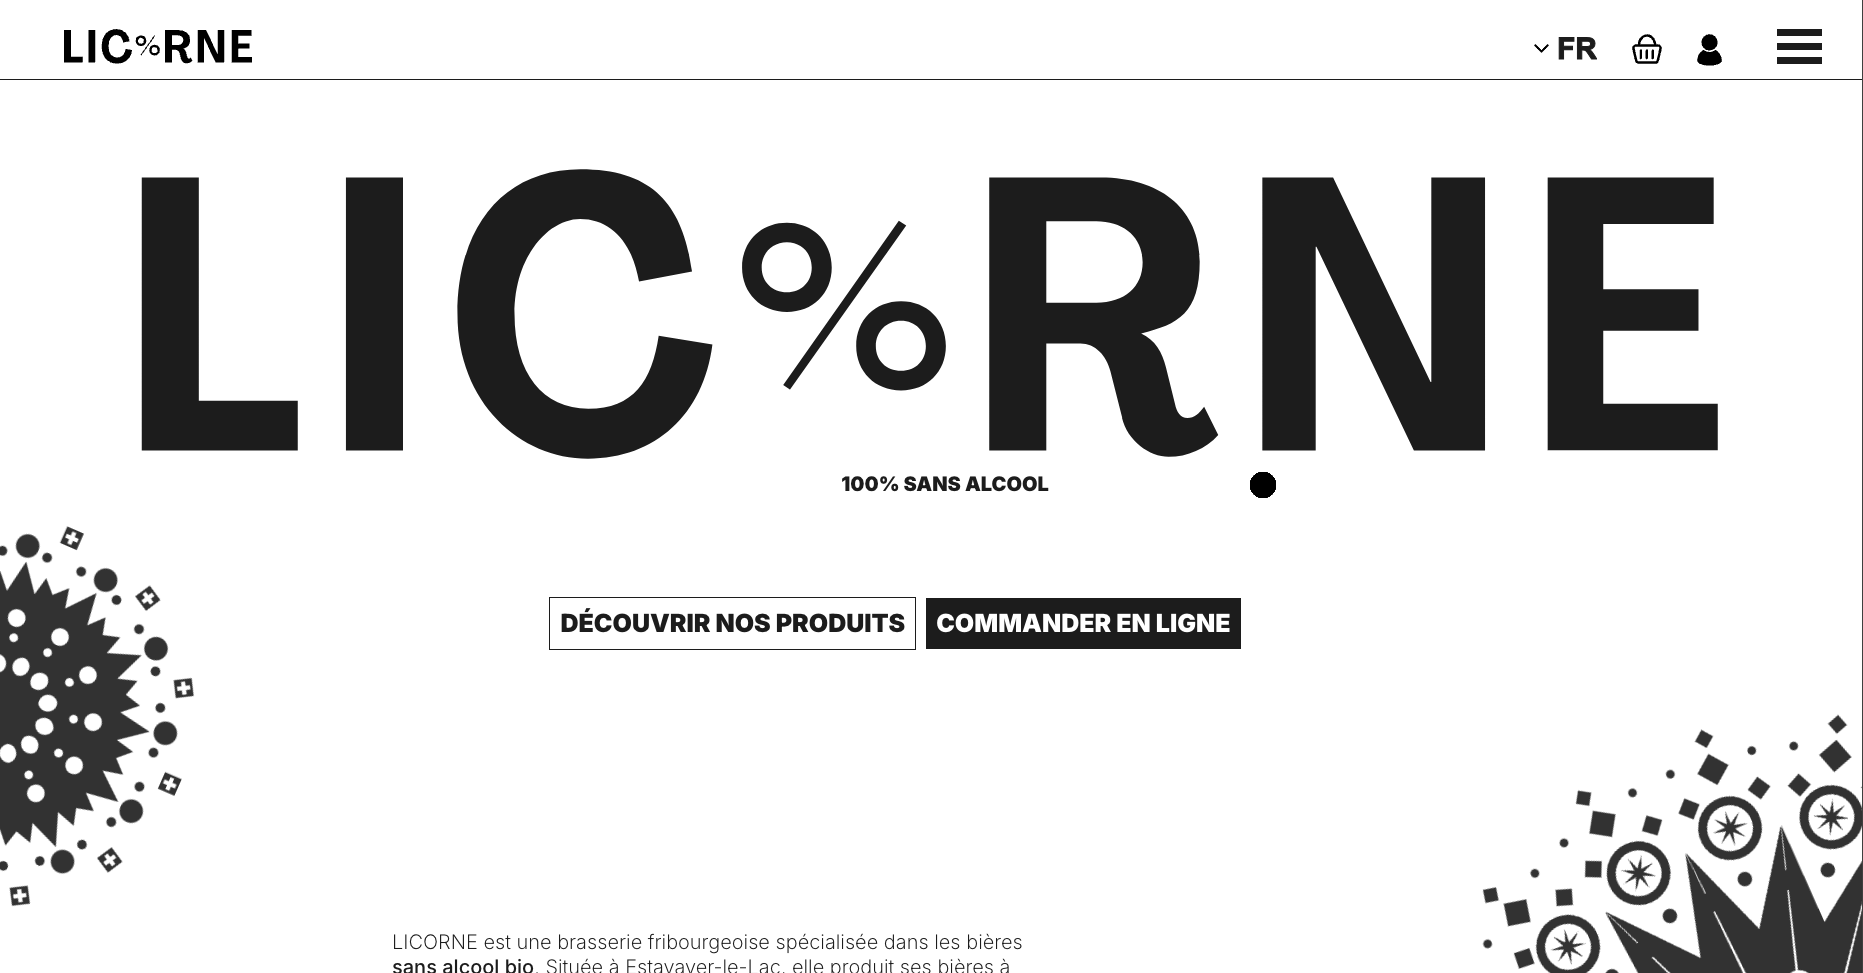 LIC%RNE
FR
LIC%RNE
100% SANS ALCOOL
DÉCOUVRIR NOS PRODUITS
COMMANDER EN LIGNE
LICORNE est une brasserie fribourgeoise spécialisée dans les bières
sans alcool bio. Située à Estavayer-le-Lac, elle produit ses bières à